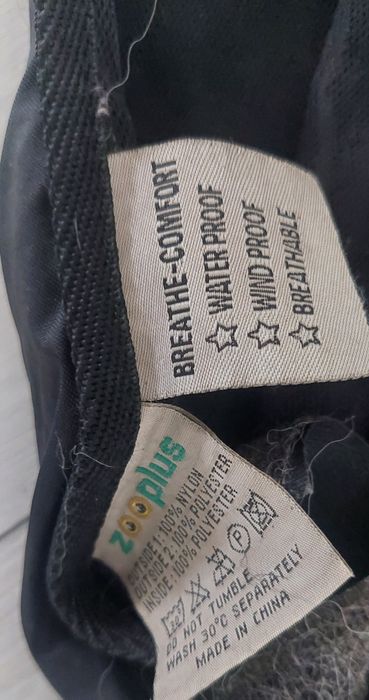 BREATHE-COMFORT
WATER PROOF
WIND PROOF
BREATHABLE
zooplus
OUTSIDE 1:100% NYLON
OUTSIDE 2:100% POLYESTER
INSIDE:100% POLYESTER
30 P
DO NOT TUMBLE
WASH 30°C SEPARATELY
MADE IN CHINA